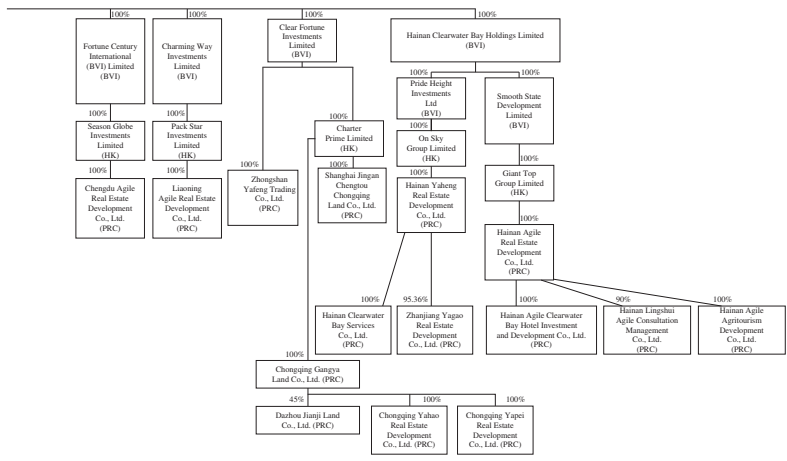 100%
100%
100%
100%
Fortune Century
International
(BVI) Limited
(BVI)
Charming Way
Investments
Limited
(BVI)
Clear Fortune
Investments
Limited
(BVI)
Hainan Clearwater Bay Holdings Limited
(BVI)
100%
100%
Pride Height
Investments
Ltd
(BVI)
Smooth State
Development
Limited
(BVI)
100%
100%
100%
100%
Season Globe
Investments
Limited
(HK)
Pack Star
Investments
Limited
(HK)
Charter
Prime Limited
(HK)
On Sky
Group Limited
(HK)
100%
Giant Top
Group Limited
(HK)
100%
100%
100%
100%
100%
Chengdu Agile
Real Estate
Development
Co., Ltd.
(PRC)
Liaoning
Agile Real Estate
Development
Co., Ltd.
(PRC)
Zhongshan
Yafeng Trading
Co., Ltd.
(PRC)
Shanghai Jingan
Chengtou
Chongqing
Land Co., Ltd.
(PRC)
Hainan Yaheng
Real Estate
Development
Co., Ltd.
(PRC)
100%
Hainan Agile
Real Estate
Development
Co., Ltd.
(PRC)
100%
95.36%
100%
90%
100%
Hainan Clearwater
Bay Services
Co., Ltd.
(PRC)
Zhanjiang Yagao
Real Estate
Development
Co., Ltd. (PRC)
Hainan Agile Clearwater
Bay Hotel Investment
and Development Co., Ltd.
(PRC)
Hainan Lingshui
Agile Consultation
Management
Co., Ltd.
(PRC)
Hainan Agile
Agritourism
Development
Co., Ltd.
(PRC)
100%
Chongqing Gangya
Land Co., Ltd. (PRC)
45%
100%
100%
Dazhou Jianji Land
Co., Ltd. (PRC)
Chongqing Yahao
Real Estate
Development
Co., Ltd. (PRC)
Chongqing Yapei
Real Estate
Development
Co., Ltd. (PRC)